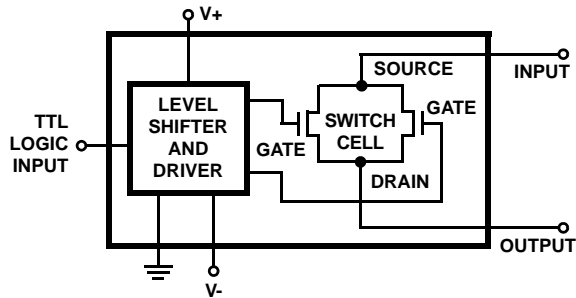 V+
SOURCE
INPUT
LEVEL
SHIFTER
AND
DRIVER
TTL
LOGIC
INPUT
GATE
SWITCH
CELL
GATE
DRAIN
OUTPUT
V-